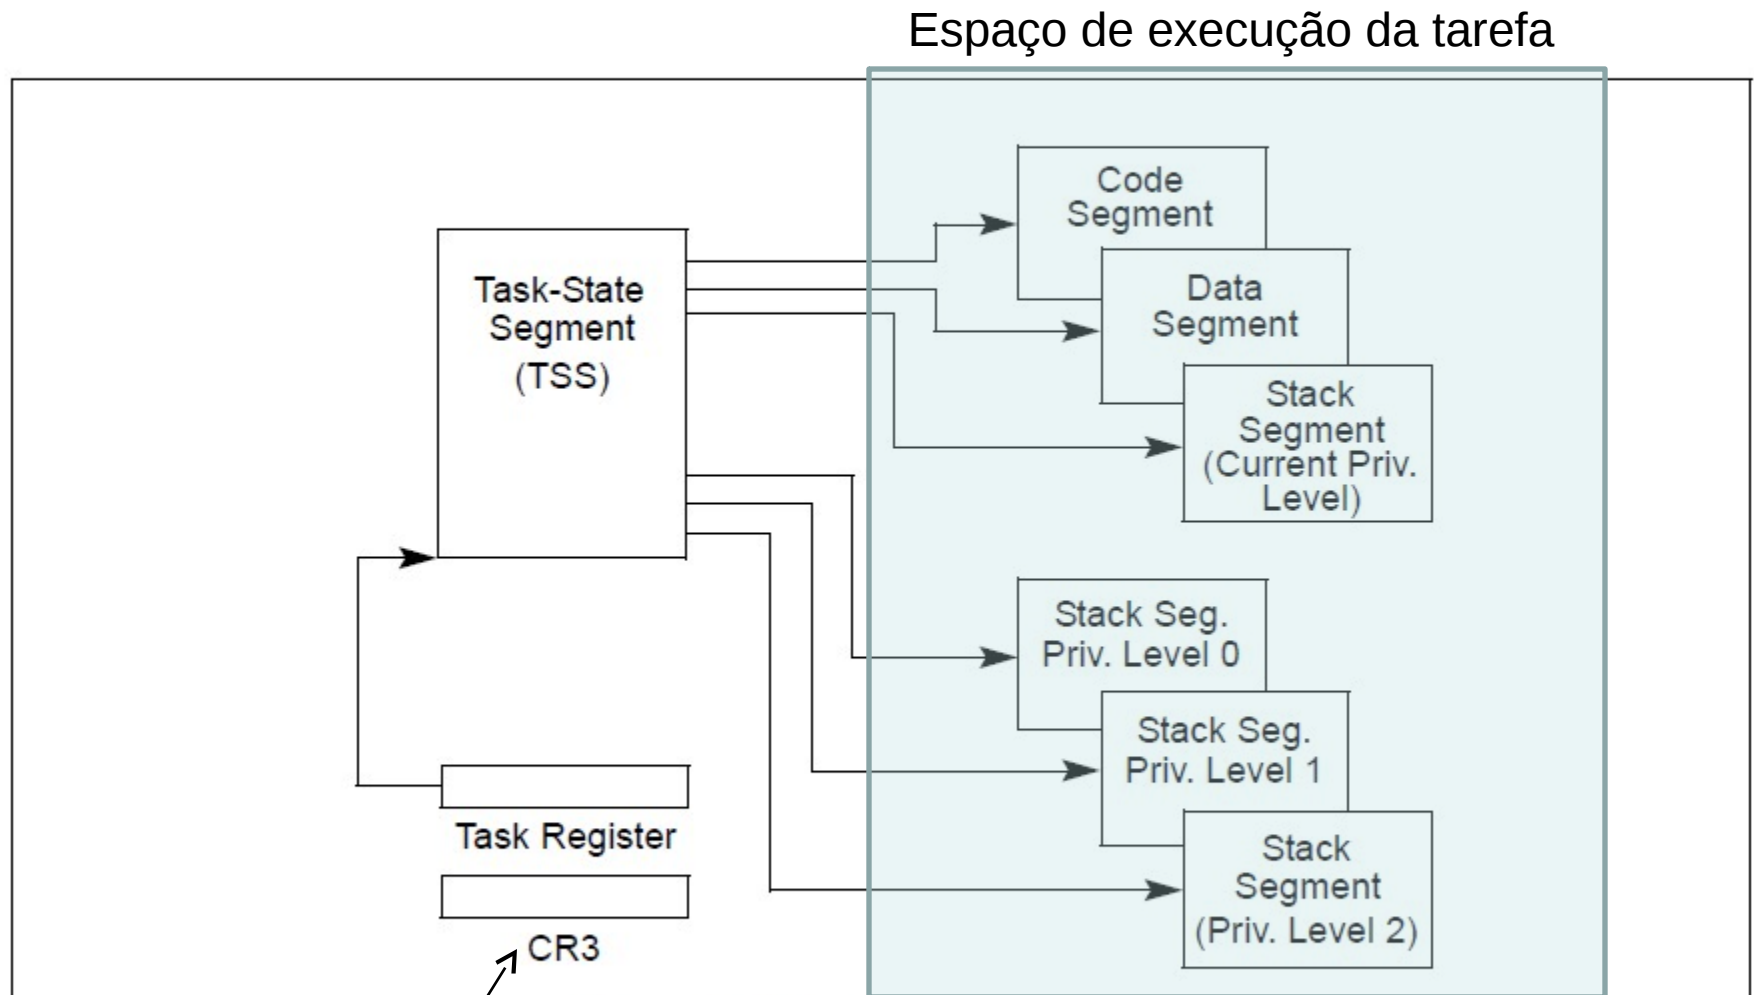 Espaço de execução da tarefa
Code
Segment
Task-State
Segment
(TSS)
Data
Segment
Stack
Segment
(Current Priv.
Level)
Stack Seg.
Priv. Level 0
Stack Seg.
Priv. Level 1
Task Register
Stack
Segment
(Priv. Level 2)
CR3